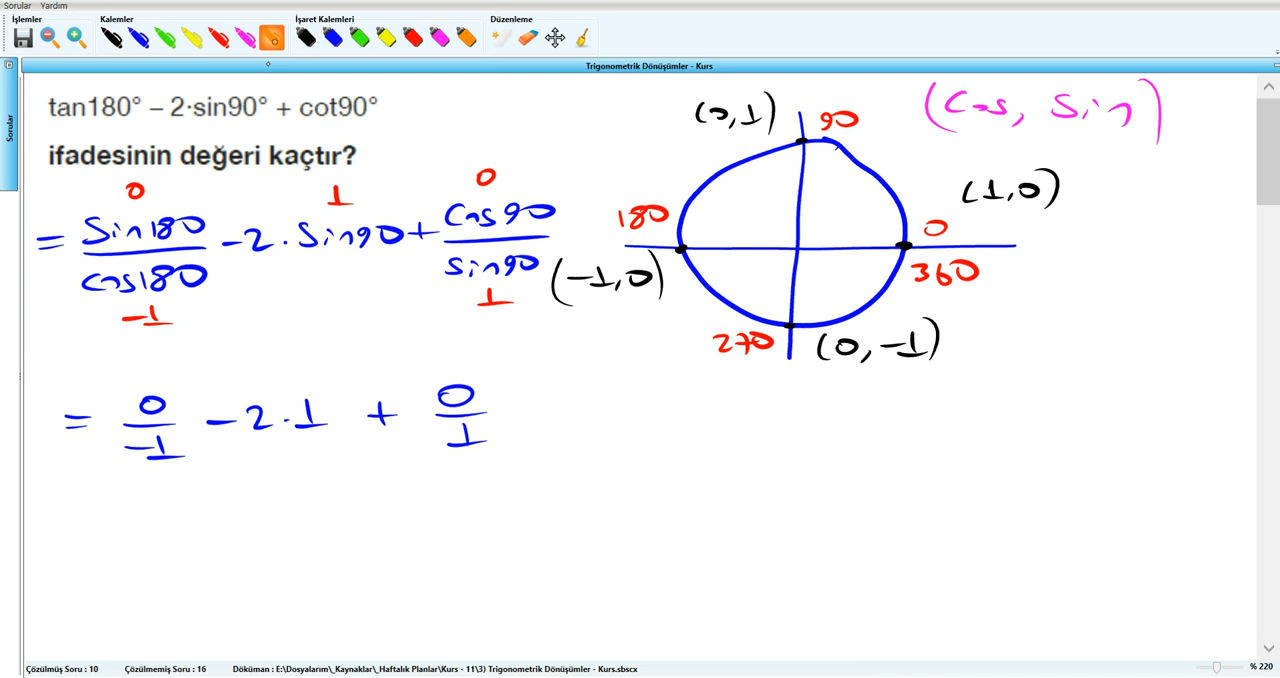 Sorular Yardım
İşlemler Kalemler İşaret Kalemleri Düzenleme
Trigonometrik Dönüşümler - Kurs
Sorular
tan180° – 2·sin90° + cot90°
ifadesinin değeri kaçtır?
0 1 0
= Sin180/Cos180 - 2 . Sin90 + Cos90/Sin90
-1 1
= 0/-1 - 2 . 1 + 0/1
(Cos, Sin)
(0,1) 90
(1,0)
180 0
(-1,0) 360
270 (0,-1)
Çözülmüş Soru : 10 Çözülmemiş Soru : 16 Döküman : E:\Dosyalarım\_Kaynaklar\_Haftalık Planlar\Kurs - 11\3) Trigonometrik Dönüşümler - Kurs.sbscx % 220